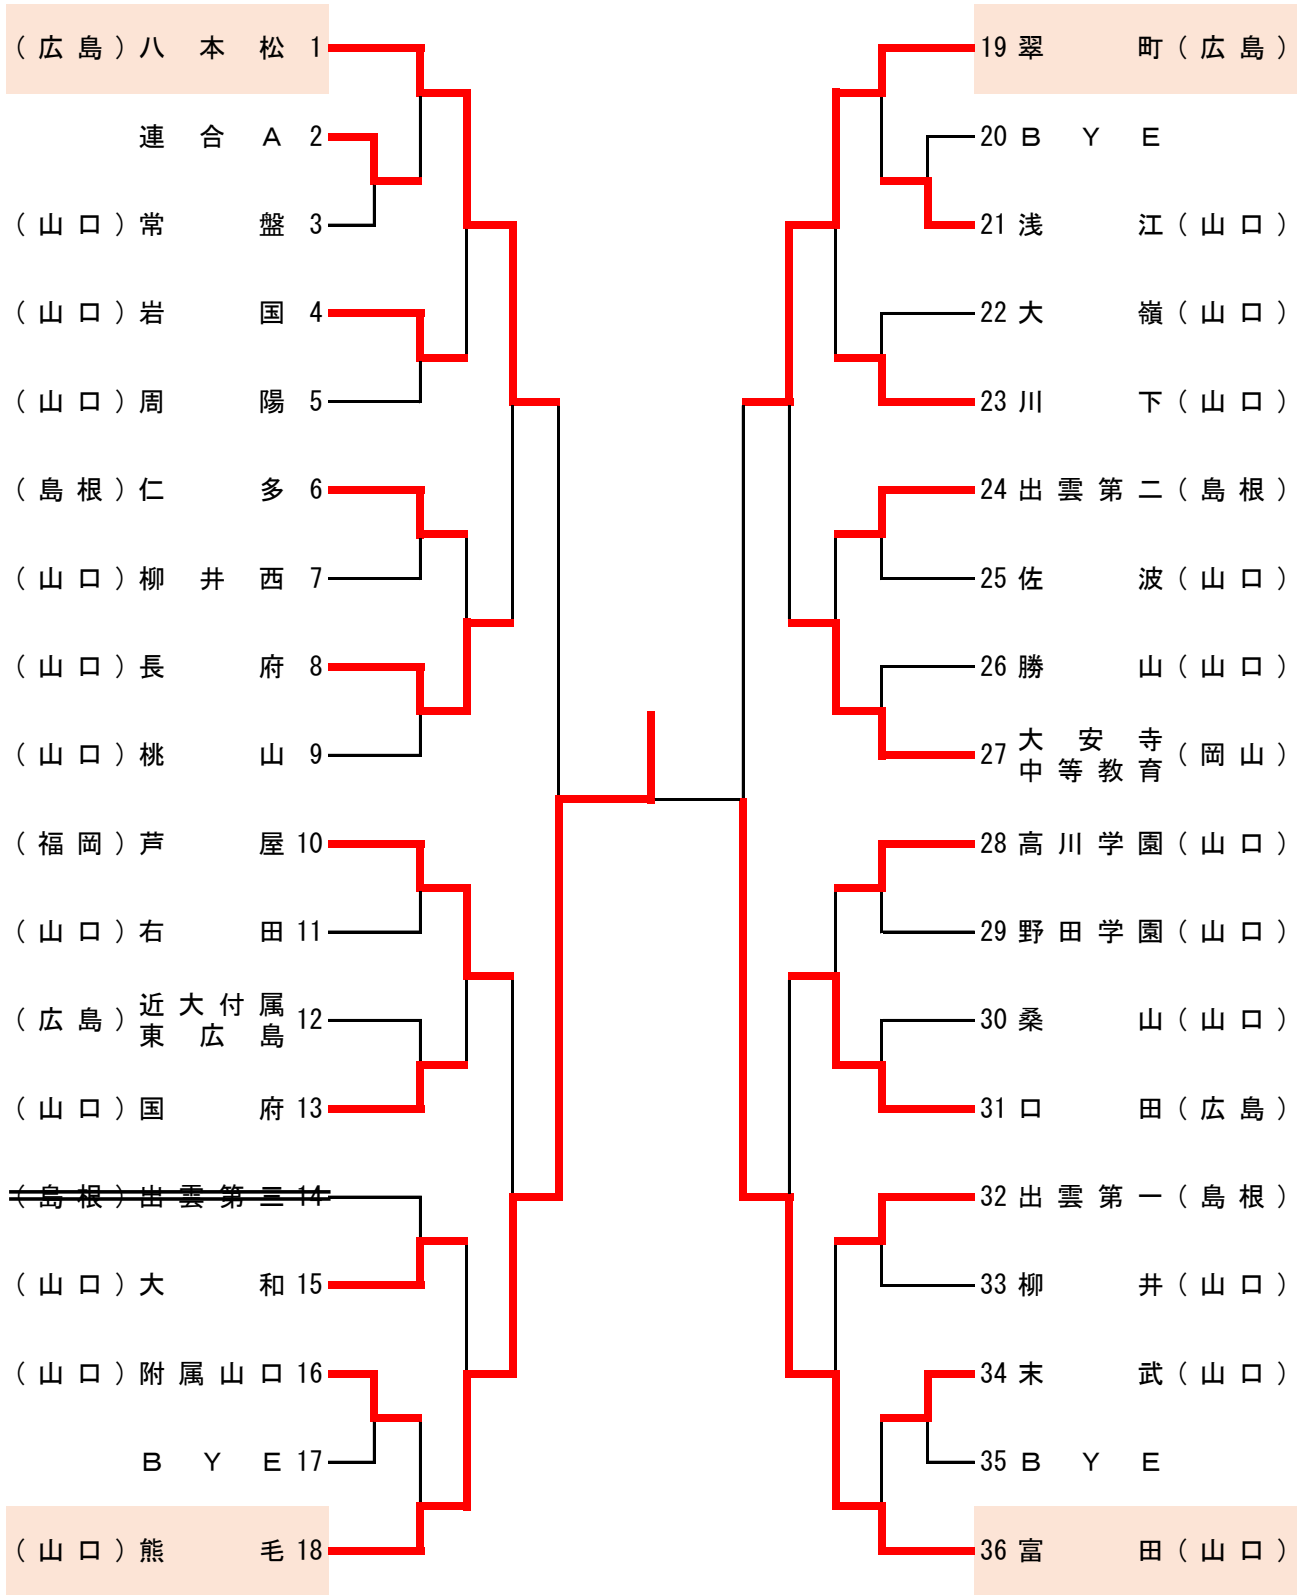 (広島)八本松 1
連合A 2
(山口)常盤 3
(山口)岩国 4
(山口)周陽 5
(島根)仁多 6
(山口)柳井西 7
(山口)長府 8
(山口)桃山 9
(福岡)芦屋 10
(山口)右田 11
(広島)近大付属
東広島 12
(山口)国府 13
(島根)出雲第三 14
(山口)大和 15
(山口)附属山口 16
BYE 17
(山口)熊毛 18
19 翠町(広島)
20 BYE
21 浅江(山口)
22 大嶺(山口)
23 川下(山口)
24 出雲第二(島根)
25 佐波(山口)
26 勝山(山口)
27 大安寺
中等教育(岡山)
28 高川学園(山口)
29 野田学園(山口)
30 桑山(山口)
31 口田(広島)
32 出雲第一(島根)
33 柳井(山口)
34 末武(山口)
35 BYE
36 富田(山口)